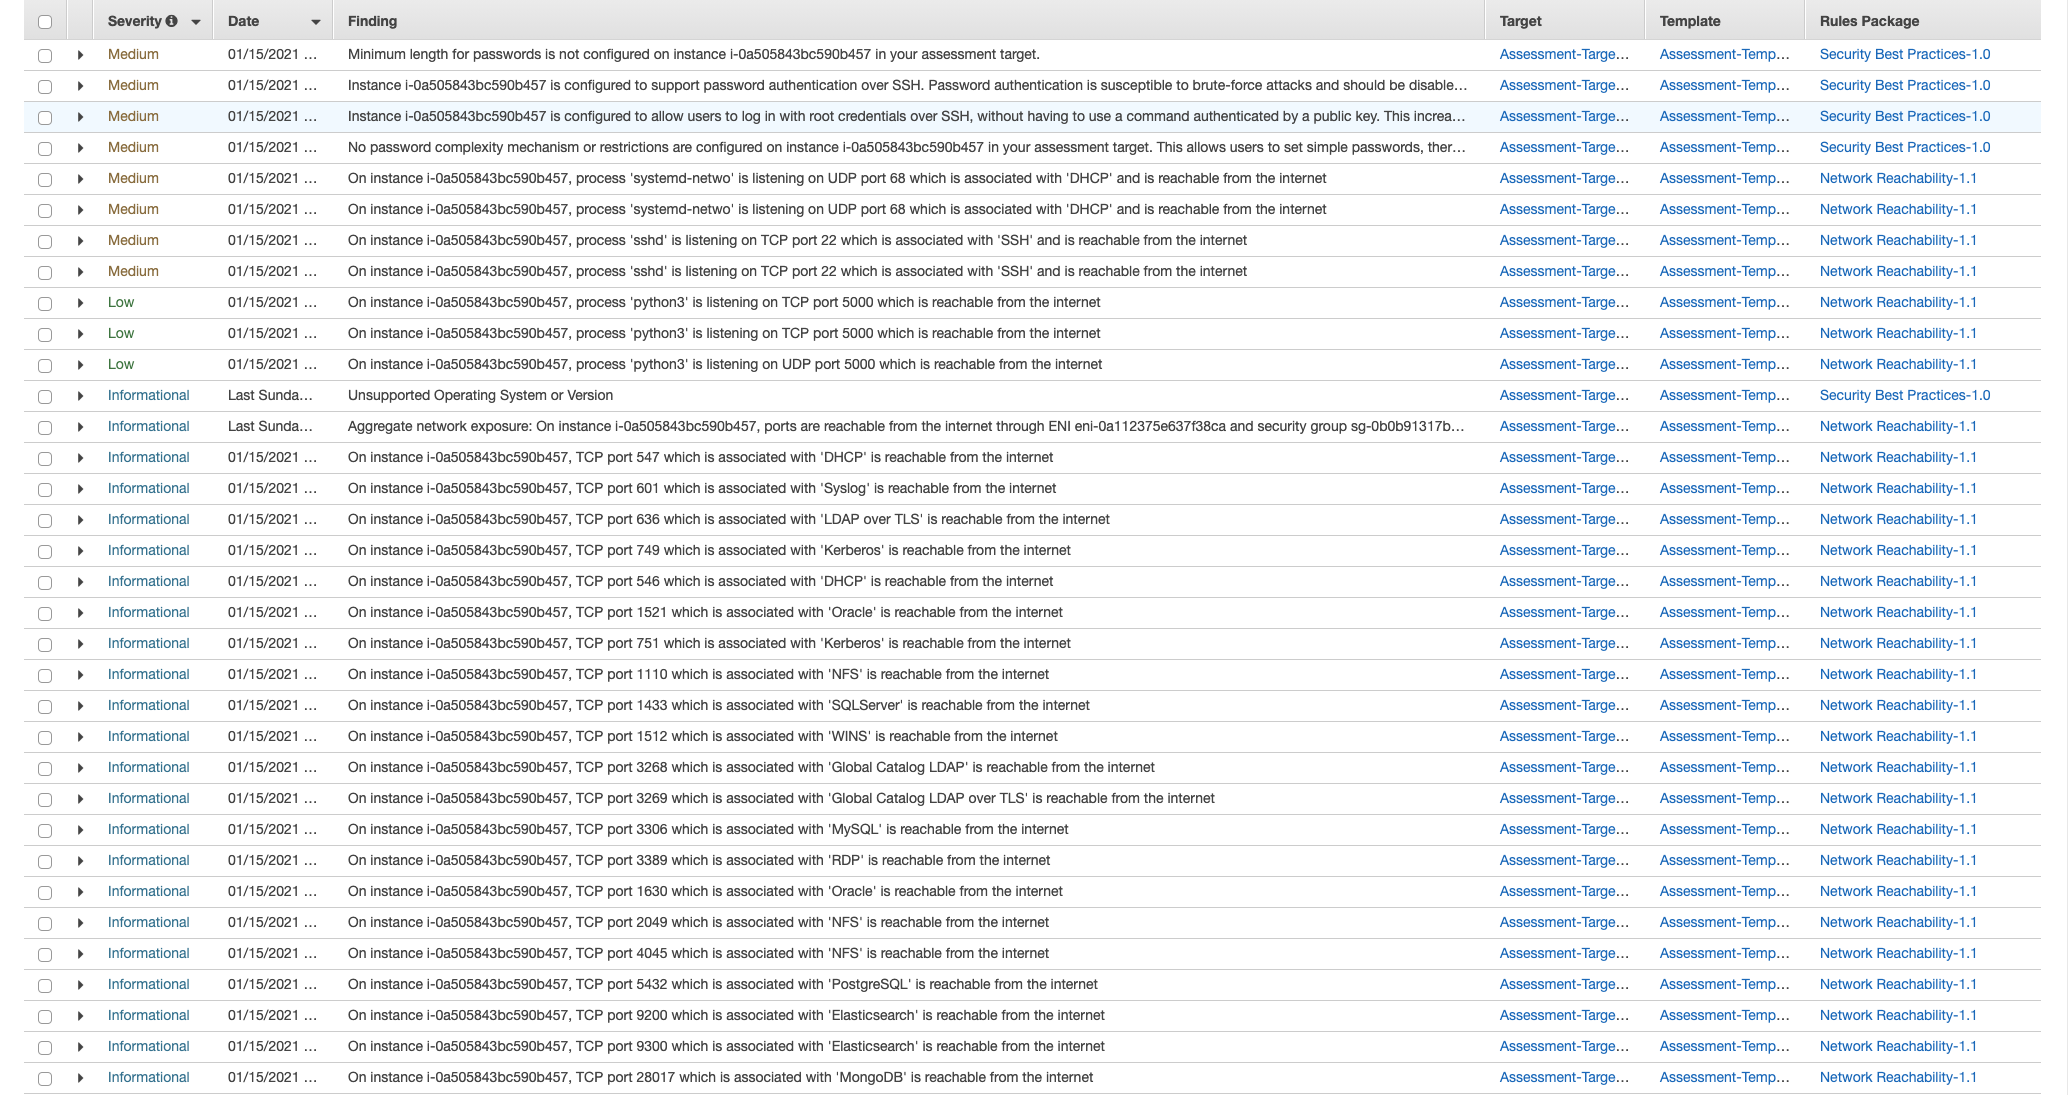 Severity Date Finding Target Template Rules Package
Medium 01/15/2021 ... Minimum length for passwords is not configured on instance i-0a505843bc590b457 in your assessment target. Assessment-Targe... Assessment-Temp... Security Best Practices-1.0
Medium 01/15/2021 ... Instance i-0a505843bc590b457 is configured to support password authentication over SSH. Password authentication is susceptible to brute-force attacks and should be disable... Assessment-Targe... Assessment-Temp... Security Best Practices-1.0
Medium 01/15/2021 ... Instance i-0a505843bc590b457 is configured to allow users to log in with root credentials over SSH, without having to use a command authenticated by a public key. This increa... Assessment-Targe... Assessment-Temp... Security Best Practices-1.0
Medium 01/15/2021 ... No password complexity mechanism or restrictions are configured on instance i-0a505843bc590b457 in your assessment target. This allows users to set simple passwords, ther... Assessment-Targe... Assessment-Temp... Security Best Practices-1.0
Medium 01/15/2021 ... On instance i-0a505843bc590b457, process 'systemd-netwo' is listening on UDP port 68 which is associated with 'DHCP' and is reachable from the internet Assessment-Targe... Assessment-Temp... Network Reachability-1.1
Medium 01/15/2021 ... On instance i-0a505843bc590b457, process 'systemd-netwo' is listening on UDP port 68 which is associated with 'DHCP' and is reachable from the internet Assessment-Targe... Assessment-Temp... Network Reachability-1.1
Medium 01/15/2021 ... On instance i-0a505843bc590b457, process 'sshd' is listening on TCP port 22 which is associated with 'SSH' and is reachable from the internet Assessment-Targe... Assessment-Temp... Network Reachability-1.1
Medium 01/15/2021 ... On instance i-0a505843bc590b457, process 'sshd' is listening on TCP port 22 which is associated with 'SSH' and is reachable from the internet Assessment-Targe... Assessment-Temp... Network Reachability-1.1
Low 01/15/2021 ... On instance i-0a505843bc590b457, process 'python3' is listening on TCP port 5000 which is reachable from the internet Assessment-Targe... Assessment-Temp... Network Reachability-1.1
Low 01/15/2021 ... On instance i-0a505843bc590b457, process 'python3' is listening on TCP port 5000 which is reachable from the internet Assessment-Targe... Assessment-Temp... Network Reachability-1.1
Low 01/15/2021 ... On instance i-0a505843bc590b457, process 'python3' is listening on UDP port 5000 which is reachable from the internet Assessment-Targe... Assessment-Temp... Network Reachability-1.1
Informational Last Sunda... Unsupported Operating System or Version Assessment-Targe... Assessment-Temp... Security Best Practices-1.0
Informational Last Sunda... Aggregate network exposure: On instance i-0a505843bc590b457, ports are reachable from the internet through ENI eni-0a112375e637f38ca and security group sg-0b0b91317b... Assessment-Targe... Assessment-Temp... Network Reachability-1.1
Informational 01/15/2021 ... On instance i-0a505843bc590b457, TCP port 547 which is associated with 'DHCP' is reachable from the internet Assessment-Targe... Assessment-Temp... Network Reachability-1.1
Informational 01/15/2021 ... On instance i-0a505843bc590b457, TCP port 601 which is associated with 'Syslog' is reachable from the internet Assessment-Targe... Assessment-Temp... Network Reachability-1.1
Informational 01/15/2021 ... On instance i-0a505843bc590b457, TCP port 636 which is associated with 'LDAP over TLS' is reachable from the internet Assessment-Targe... Assessment-Temp... Network Reachability-1.1
Informational 01/15/2021 ... On instance i-0a505843bc590b457, TCP port 749 which is associated with 'Kerberos' is reachable from the internet Assessment-Targe... Assessment-Temp... Network Reachability-1.1
Informational 01/15/2021 ... On instance i-0a505843bc590b457, TCP port 546 which is associated with 'DHCP' is reachable from the internet Assessment-Targe... Assessment-Temp... Network Reachability-1.1
Informational 01/15/2021 ... On instance i-0a505843bc590b457, TCP port 1521 which is associated with 'Oracle' is reachable from the internet Assessment-Targe... Assessment-Temp... Network Reachability-1.1
Informational 01/15/2021 ... On instance i-0a505843bc590b457, TCP port 751 which is associated with 'Kerberos' is reachable from the internet Assessment-Targe... Assessment-Temp... Network Reachability-1.1
Informational 01/15/2021 ... On instance i-0a505843bc590b457, TCP port 1110 which is associated with 'NFS' is reachable from the internet Assessment-Targe... Assessment-Temp... Network Reachability-1.1
Informational 01/15/2021 ... On instance i-0a505843bc590b457, TCP port 1433 which is associated with 'SQLServer' is reachable from the internet Assessment-Targe... Assessment-Temp... Network Reachability-1.1
Informational 01/15/2021 ... On instance i-0a505843bc590b457, TCP port 1512 which is associated with 'WINS' is reachable from the internet Assessment-Targe... Assessment-Temp... Network Reachability-1.1
Informational 01/15/2021 ... On instance i-0a505843bc590b457, TCP port 3268 which is associated with 'Global Catalog LDAP' is reachable from the internet Assessment-Targe... Assessment-Temp... Network Reachability-1.1
Informational 01/15/2021 ... On instance i-0a505843bc590b457, TCP port 3269 which is associated with 'Global Catalog LDAP over TLS' is reachable from the internet Assessment-Targe... Assessment-Temp... Network Reachability-1.1
Informational 01/15/2021 ... On instance i-0a505843bc590b457, TCP port 3306 which is associated with 'MySQL' is reachable from the internet Assessment-Targe... Assessment-Temp... Network Reachability-1.1
Informational 01/15/2021 ... On instance i-0a505843bc590b457, TCP port 3389 which is associated with 'RDP' is reachable from the internet Assessment-Targe... Assessment-Temp... Network Reachability-1.1
Informational 01/15/2021 ... On instance i-0a505843bc590b457, TCP port 1630 which is associated with 'Oracle' is reachable from the internet Assessment-Targe... Assessment-Temp... Network Reachability-1.1
Informational 01/15/2021 ... On instance i-0a505843bc590b457, TCP port 2049 which is associated with 'NFS' is reachable from the internet Assessment-Targe... Assessment-Temp... Network Reachability-1.1
Informational 01/15/2021 ... On instance i-0a505843bc590b457, TCP port 4045 which is associated with 'NFS' is reachable from the internet Assessment-Targe... Assessment-Temp... Network Reachability-1.1
Informational 01/15/2021 ... On instance i-0a505843bc590b457, TCP port 5432 which is associated with 'PostgreSQL' is reachable from the internet Assessment-Targe... Assessment-Temp... Network Reachability-1.1
Informational 01/15/2021 ... On instance i-0a505843bc590b457, TCP port 9200 which is associated with 'Elasticsearch' is reachable from the internet Assessment-Targe... Assessment-Temp... Network Reachability-1.1
Informational 01/15/2021 ... On instance i-0a505843bc590b457, TCP port 9300 which is associated with 'Elasticsearch' is reachable from the internet Assessment-Targe... Assessment-Temp... Network Reachability-1.1
Informational 01/15/2021 ... On instance i-0a505843bc590b457, TCP port 28017 which is associated with 'MongoDB' is reachable from the internet Assessment-Targe... Assessment-Temp... Network Reachability-1.1